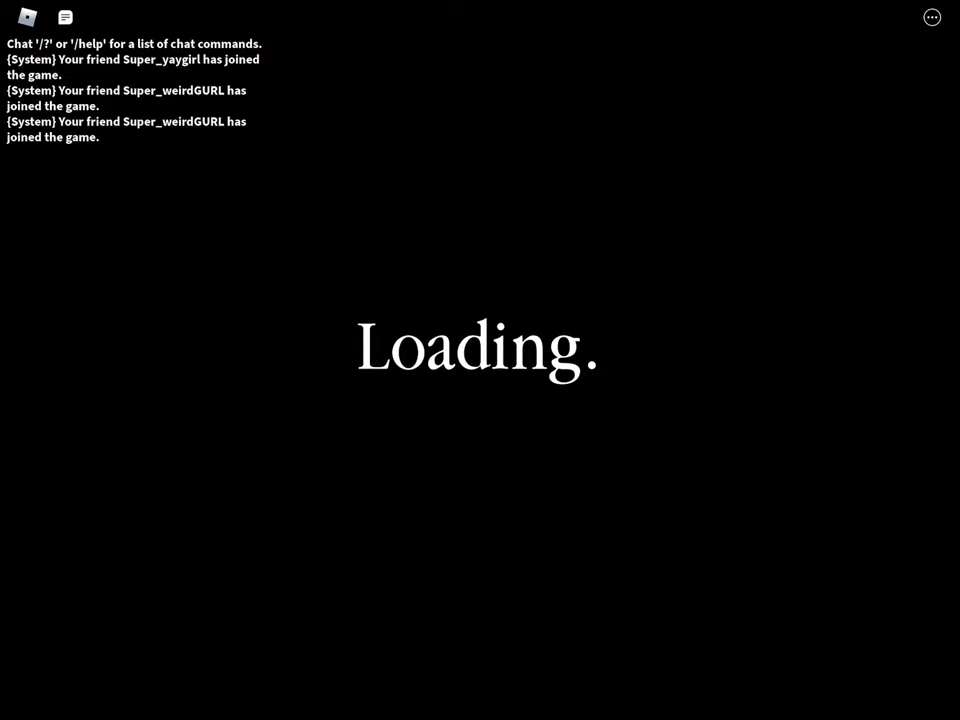 Chat '/?' or '/help' for a list of chat commands.
{System} Your friend Super_yaygirl has joined
the game.
{System} Your friend Super_weirdGURL has
joined the game.
{System} Your friend Super_weirdGURL has
joined the game.
Loading.